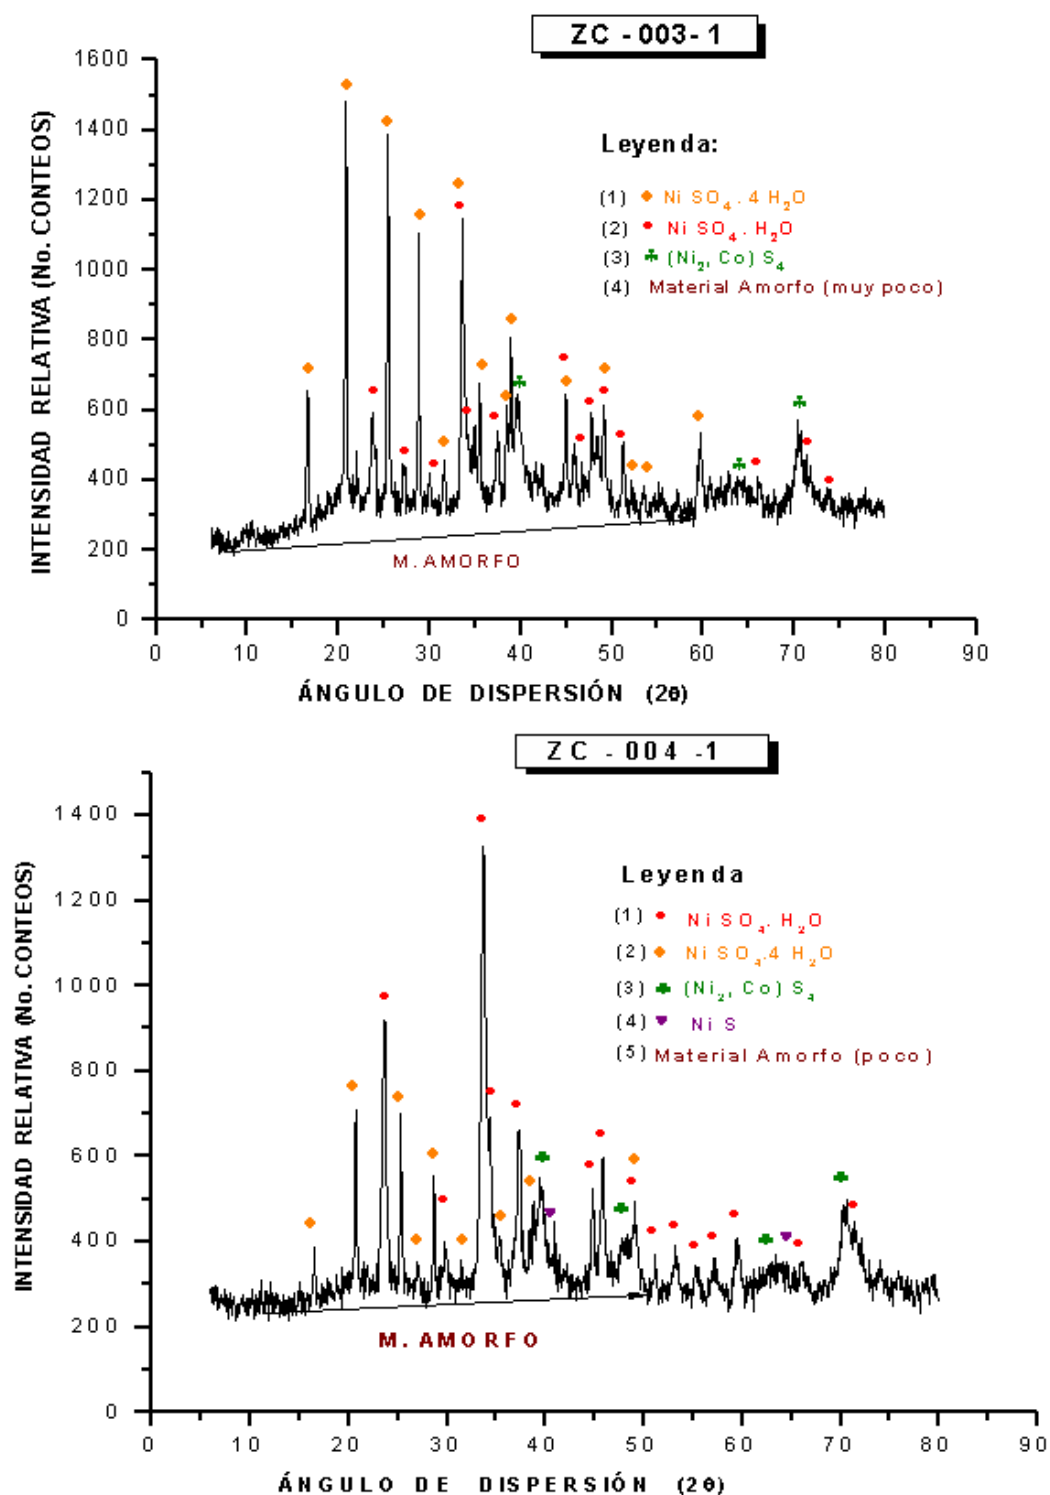 ZC - 003 - 1
INTENSIDAD RELATIVA (No. CONTEOS)
1600
1400
1200
1000
800
600
400
200
0
Leyenda:
(1) ◆ Ni SO₄. 4 H₂O
(2) ● Ni SO₄. H₂O
(3) ♣ (Ni₂, Co) S₄
(4) Material Amorfo (muy poco)
M. AMORFO
0 10 20 30 40 50 60 70 80 90
ÁNGULO DE DISPERSIÓN (2θ)
ZC - 004 -1
INTENSIDAD RELATIVA (No. CONTEOS)
1400
1200
1000
800
600
400
200
0
Leyenda
(1) ● Ni SO₄. H₂O
(2) ◆ Ni SO₄.4 H₂O
(3) ♣ (Ni₂, Co) S₄
(4) ▼ Ni S
(5) Material Amorfo (poco)
M. AMORFO
0 10 20 30 40 50 60 70 80 90
ÁNGULO DE DISPERSIÓN (2θ)